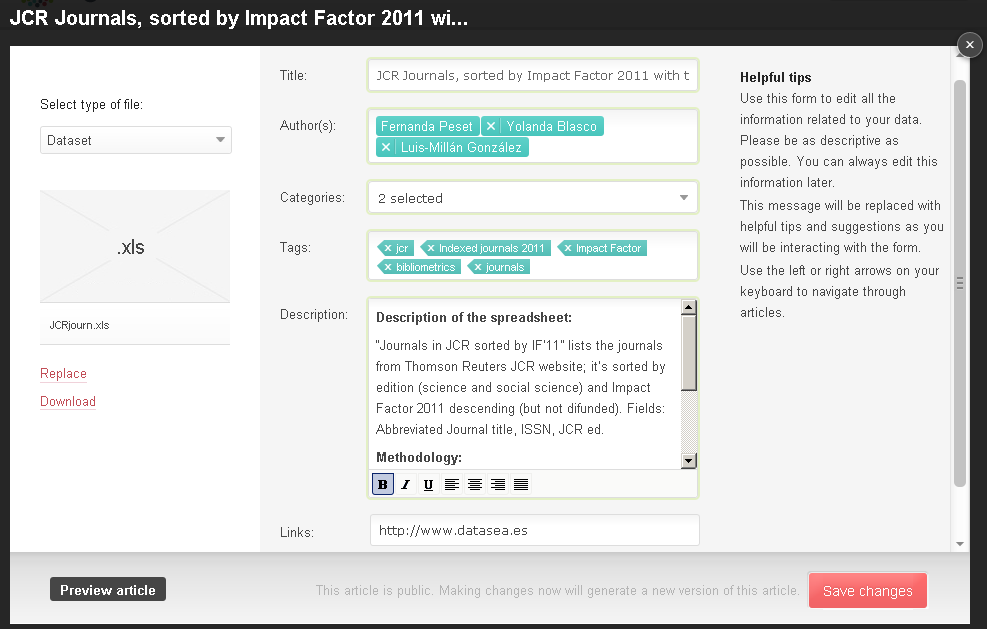 JCR Journals, sorted by Impact Factor 2011 wi...
Select type of file:
Dataset
.xls
JCRjourn.xls
Replace
Download
Title:
JCR Journals, sorted by Impact Factor 2011 with t
Author(s):
Fernanda Peset × Yolanda Blasco
× Luis-Millán González
Categories:
2 selected
Tags:
× jcr × Indexed journals 2011 × Impact Factor
× bibliometrics × journals
Description:
Description of the spreadsheet:
"Journals in JCR sorted by IF'11" lists the journals
from Thomson Reuters JCR website; it's sorted by
edition (science and social science) and Impact
Factor 2011 descending (but not difunded). Fields:
Abbreviated Journal title, ISSN, JCR ed.
Methodology:
B I U
Links:
http://www.datasea.es
Helpful tips
Use this form to edit all the
information related to your data.
Please be as descriptive as
possible. You can always edit this
information later.
This message will be replaced with
helpful tips and suggestions as you
will be interacting with the form.
Use the left or right arrows on your
keyboard to navigate through
articles.
Preview article
This article is public. Making changes now will generate a new version of this article.
Save changes